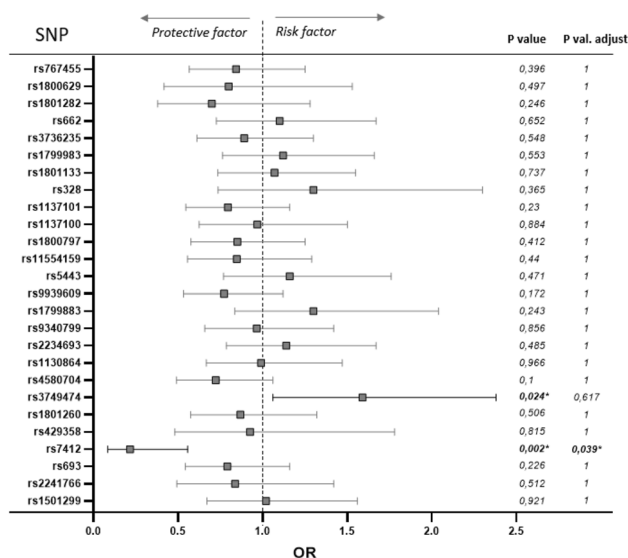 SNP Protective factor Risk factor P value P val. adjust
rs767455 0,396 1
rs1800629 0,497 1
rs1801282 0,246 1
rs662 0,652 1
rs3736235 0,548 1
rs1799983 0,553 1
rs1801133 0,737 1
rs328 0,365 1
rs1137101 0,23 1
rs1137100 0,884 1
rs1800797 0,412 1
rs11554159 0,44 1
rs5443 0,471 1
rs9939609 0,172 1
rs1799883 0,243 1
rs9340799 0,856 1
rs2234693 0,485 1
rs1130864 0,966 1
rs4580704 0,1 1
rs3749474 0,024* 0,617
rs1801260 0,506 1
rs429358 0,815 1
rs7412 0,002* 0,039*
rs693 0,226 1
rs2241766 0,512 1
rs1501299 0,921 1
0.0 0.5 1.0 1.5 2.0 2.5
OR